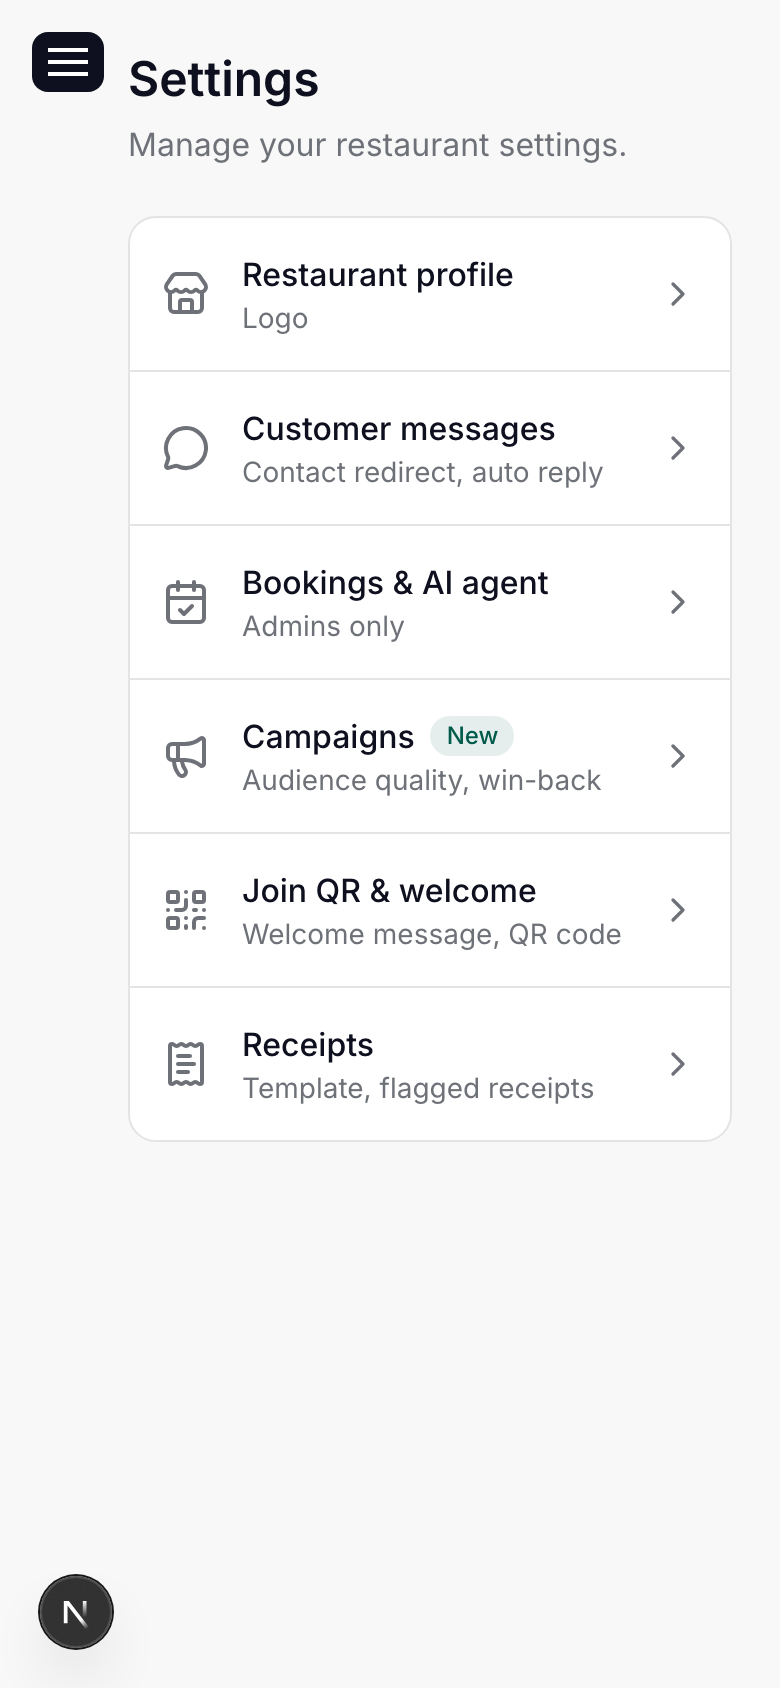 Settings
Manage your restaurant settings.
Restaurant profile
Logo
Customer messages
Contact redirect, auto reply
Bookings & AI agent
Admins only
Campaigns New
Audience quality, win-back
Join QR & welcome
Welcome message, QR code
Receipts
Template, flagged receipts
N